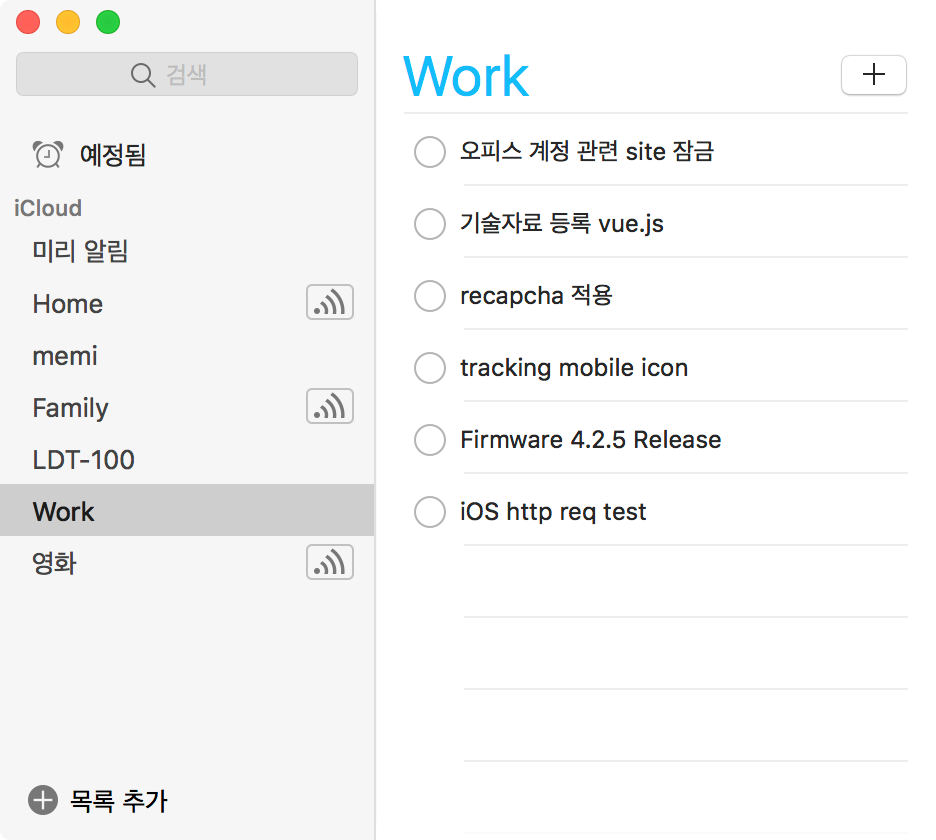 검색
예정됨
iCloud
미리 알림
Home
memi
Family
LDT-100
Work
영화
목록 추가
Work
오피스 계정 관련 site 잠금
기술자료 등록 vue.js
recapcha 적용
tracking mobile icon
Firmware 4.2.5 Release
iOS http req test